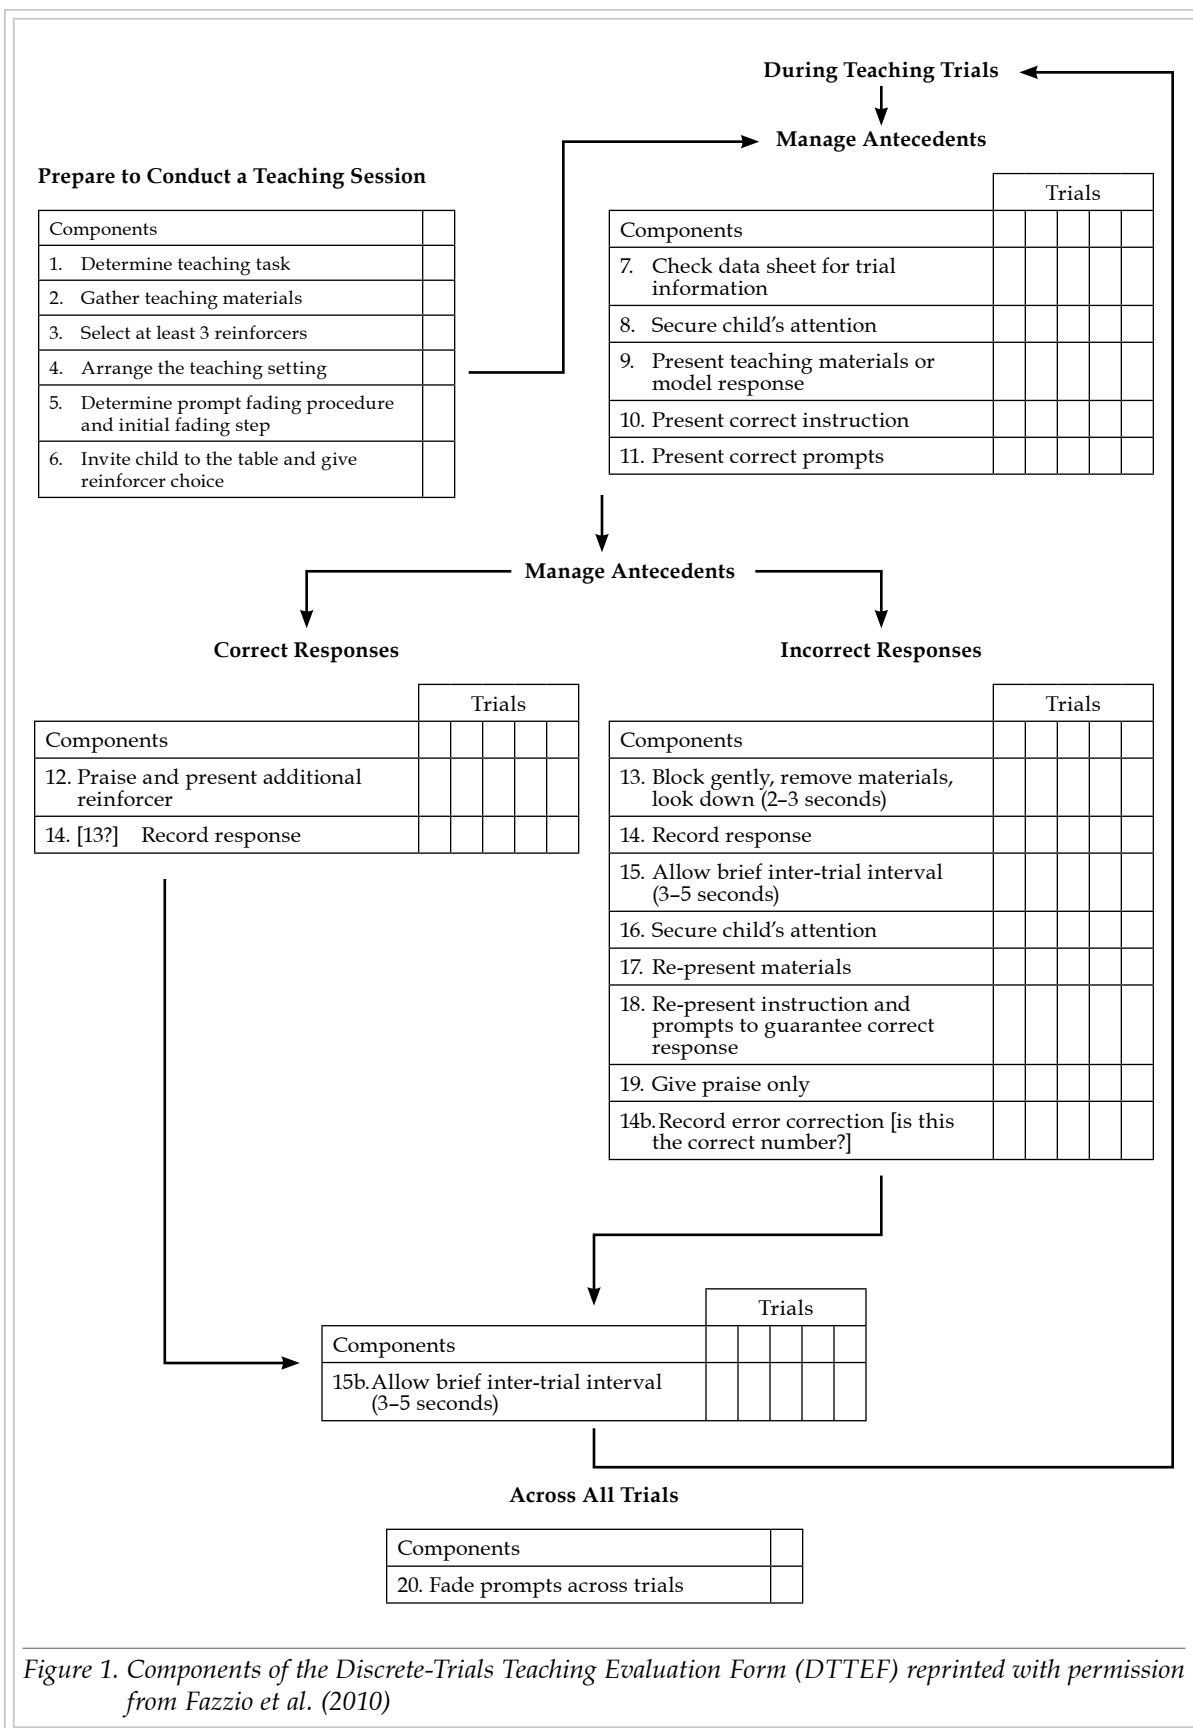 During Teaching Trials
Manage Antecedents
Prepare to Conduct a Teaching Session
Components
1. Determine teaching task
2. Gather teaching materials
3. Select at least 3 reinforcers
4. Arrange the teaching setting
5. Determine prompt fading procedure
and initial fading step
6. Invite child to the table and give
reinforcer choice
Trials
Components
7. Check data sheet for trial
information
8. Secure child's attention
9. Present teaching materials or
model response
10. Present correct instruction
11. Present correct prompts
Manage Antecedents
Correct Responses
Trials
Components
12. Praise and present additional
reinforcer
14. [13?] Record response
Incorrect Responses
Trials
Components
13. Block gently, remove materials,
look down (2–3 seconds)
14. Record response
15. Allow brief inter-trial interval
(3–5 seconds)
16. Secure child's attention
17. Re-present materials
18. Re-present instruction and
prompts to guarantee correct
response
19. Give praise only
14b. Record error correction [is this
the correct number?]
Trials
Components
15b. Allow brief inter-trial interval
(3–5 seconds)
Across All Trials
Components
20. Fade prompts across trials
Figure 1. Components of the Discrete-Trials Teaching Evaluation Form (DTTEF) reprinted with permission
from Fazzio et al. (2010)